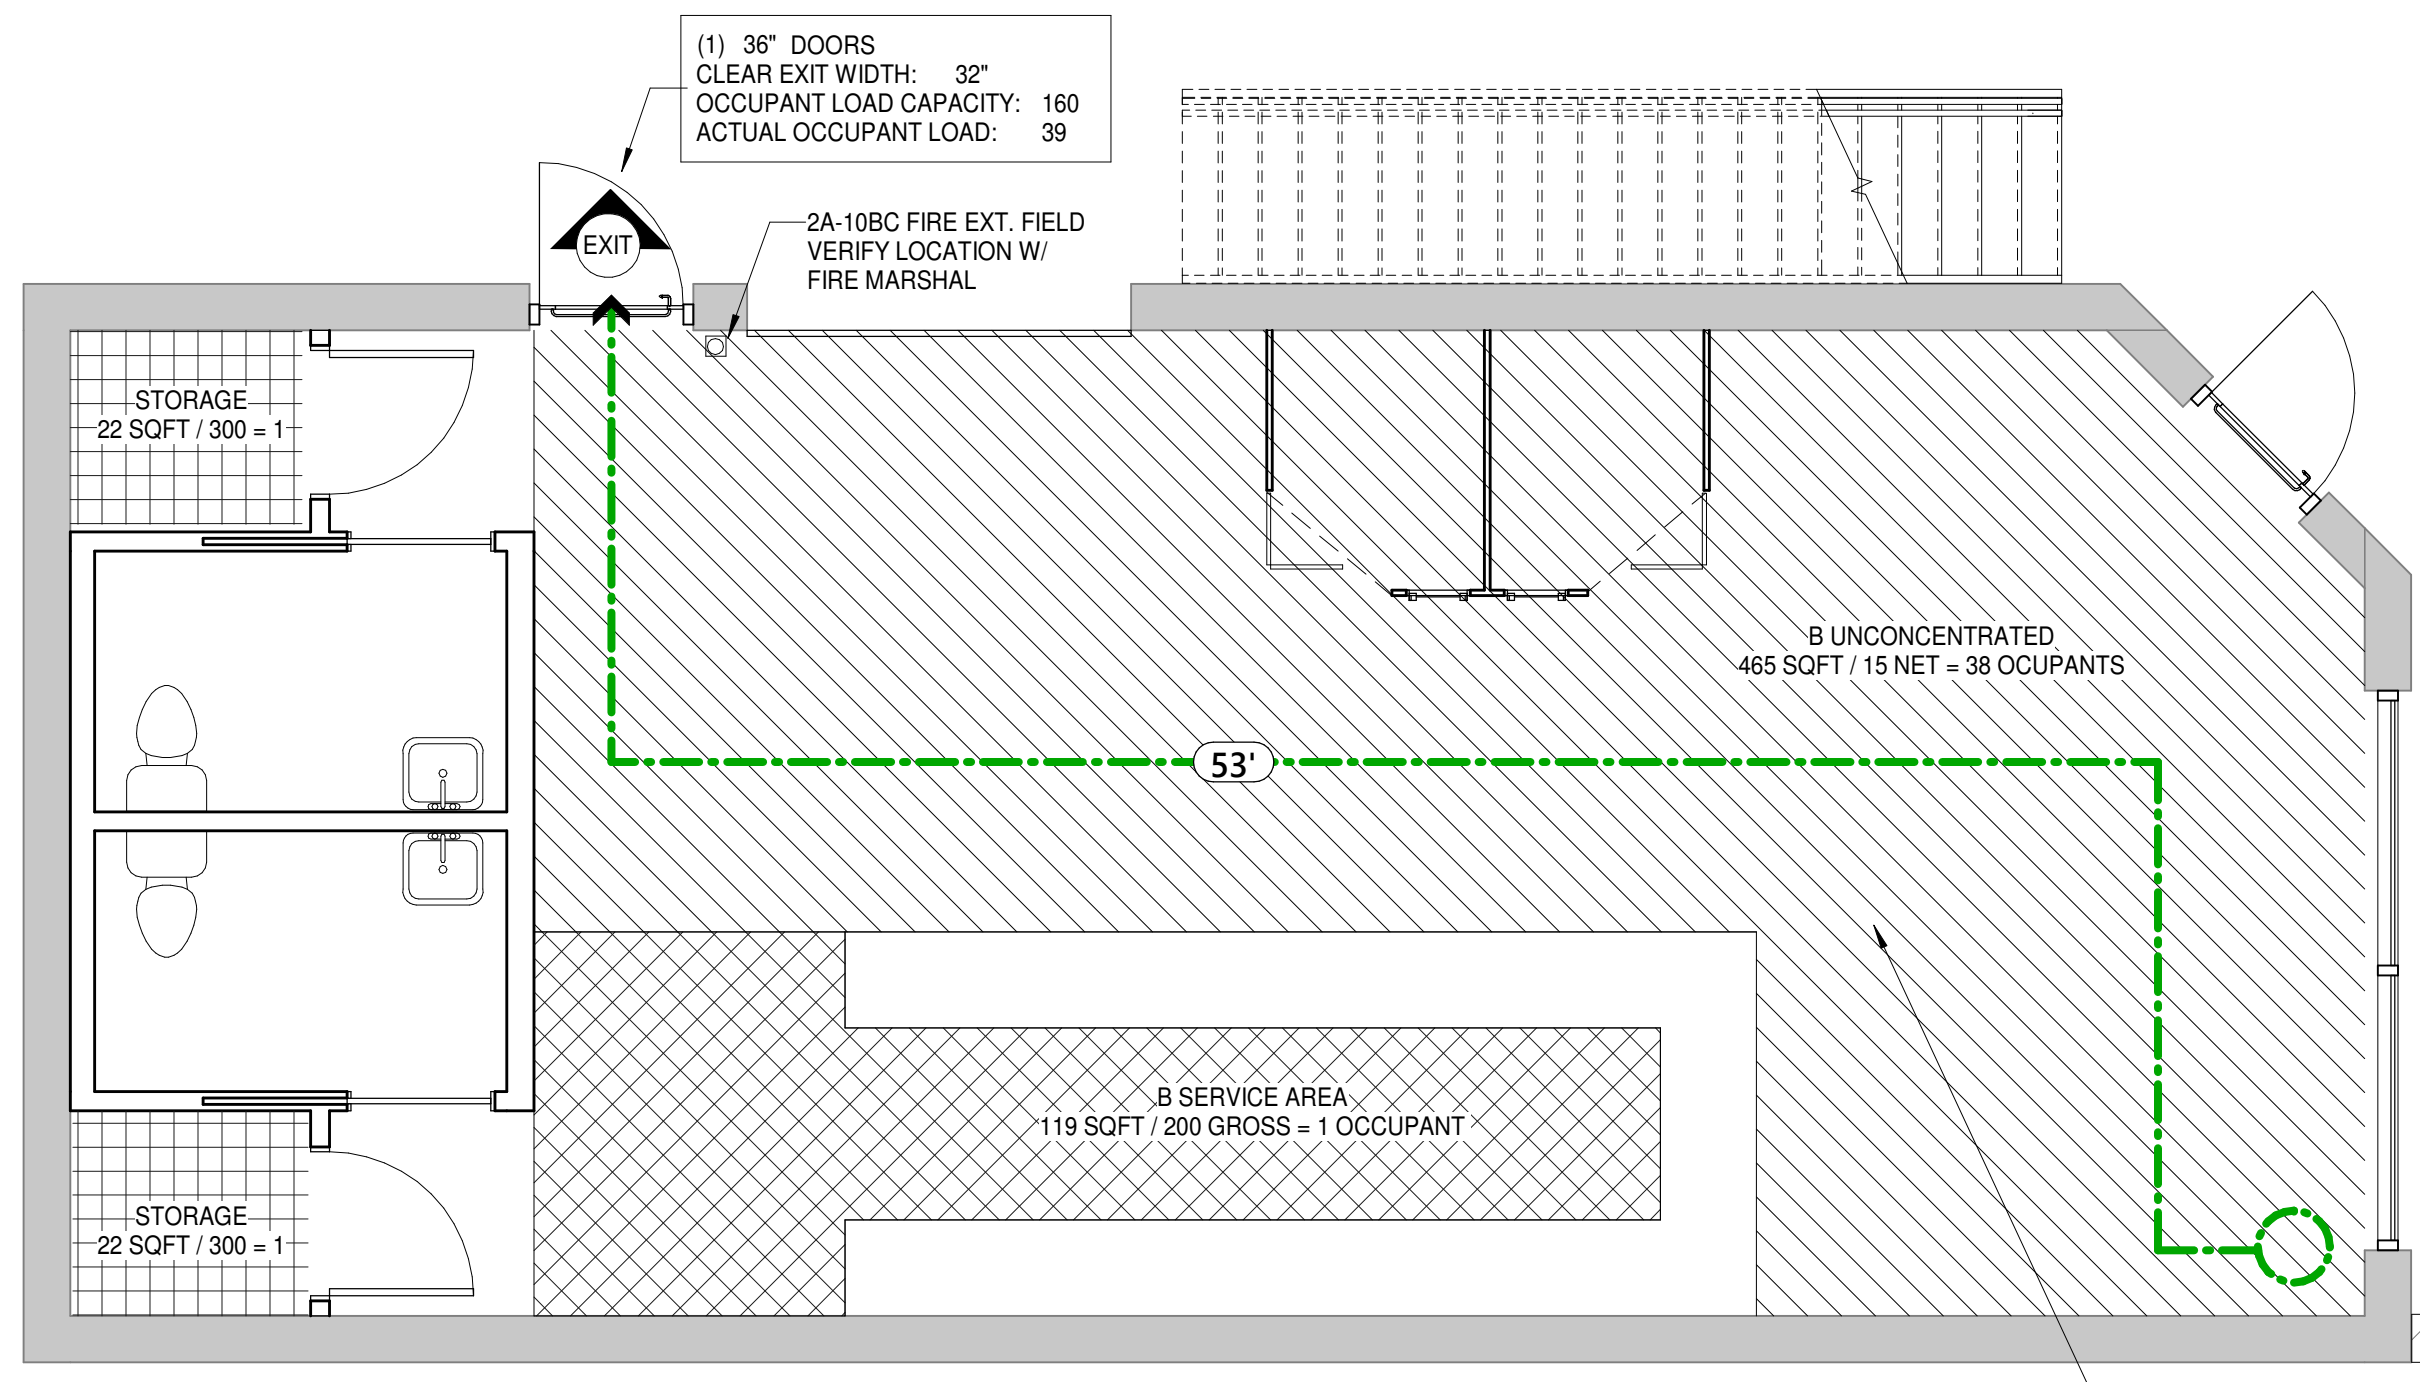 (1) 36" DOORS
CLEAR EXIT WIDTH: 32"
OCCUPANT LOAD CAPACITY: 160
ACTUAL OCCUPANT LOAD: 39
EXIT
2A-10BC FIRE EXT. FIELD
VERIFY LOCATION W/
FIRE MARSHAL
STORAGE
22 SQFT / 300 = 1
B UNCONCENTRATED
465 SQFT / 15 NET = 38 OCUPANTS
53'
B SERVICE AREA
119 SQFT / 200 GROSS = 1 OCCUPANT
STORAGE
22 SQFT / 300 = 1